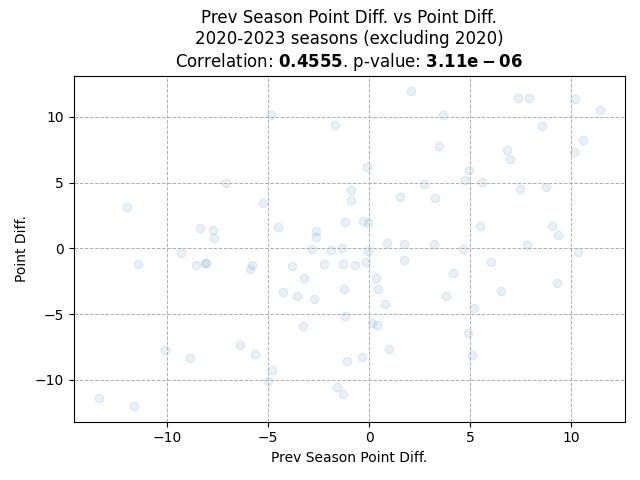 Prev Season Point Diff. vs Point Diff.
2020-2023 seasons (excluding 2020)
Correlation: 0.4555. p-value: 3.11e − 06
10
5
0
−5
−10
Point Diff.
−10 −5 0 5 10
Prev Season Point Diff.